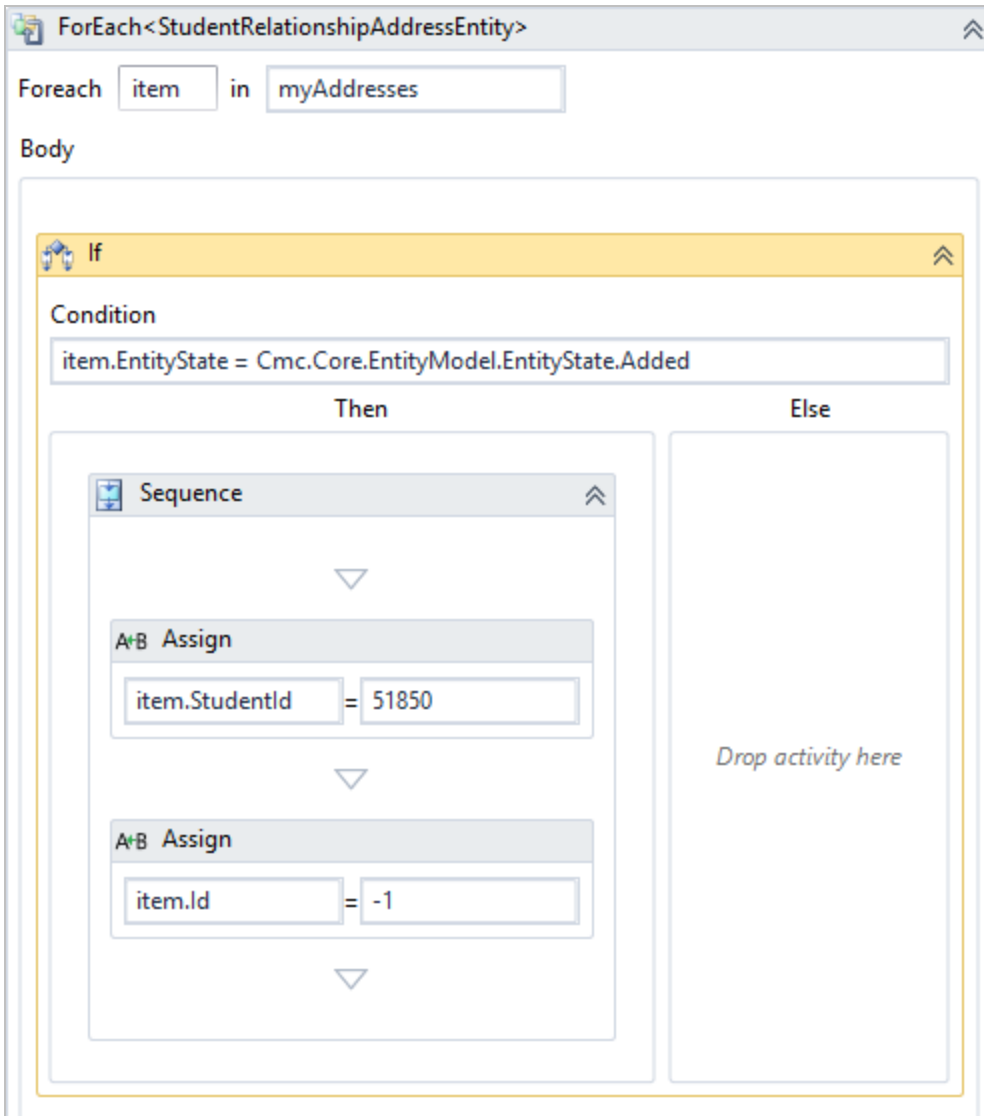 ForEach<StudentRelationshipAddressEntity>
Foreach item in myAddresses
Body
If
Condition
item.EntityState = Cmc.Core.EntityModel.EntityState.Added
Then Else
Sequence
A+B Assign
item.StudentId = 51850
Drop activity here
A+B Assign
item.Id = -1